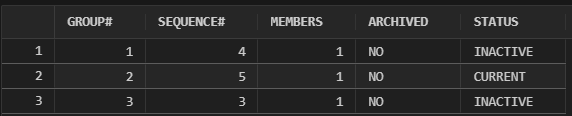 GROUP# SEQUENCE# MEMBERS ARCHIVED STATUS
1 1 4 1 NO INACTIVE
2 2 5 1 NO CURRENT
3 3 3 1 NO INACTIVE